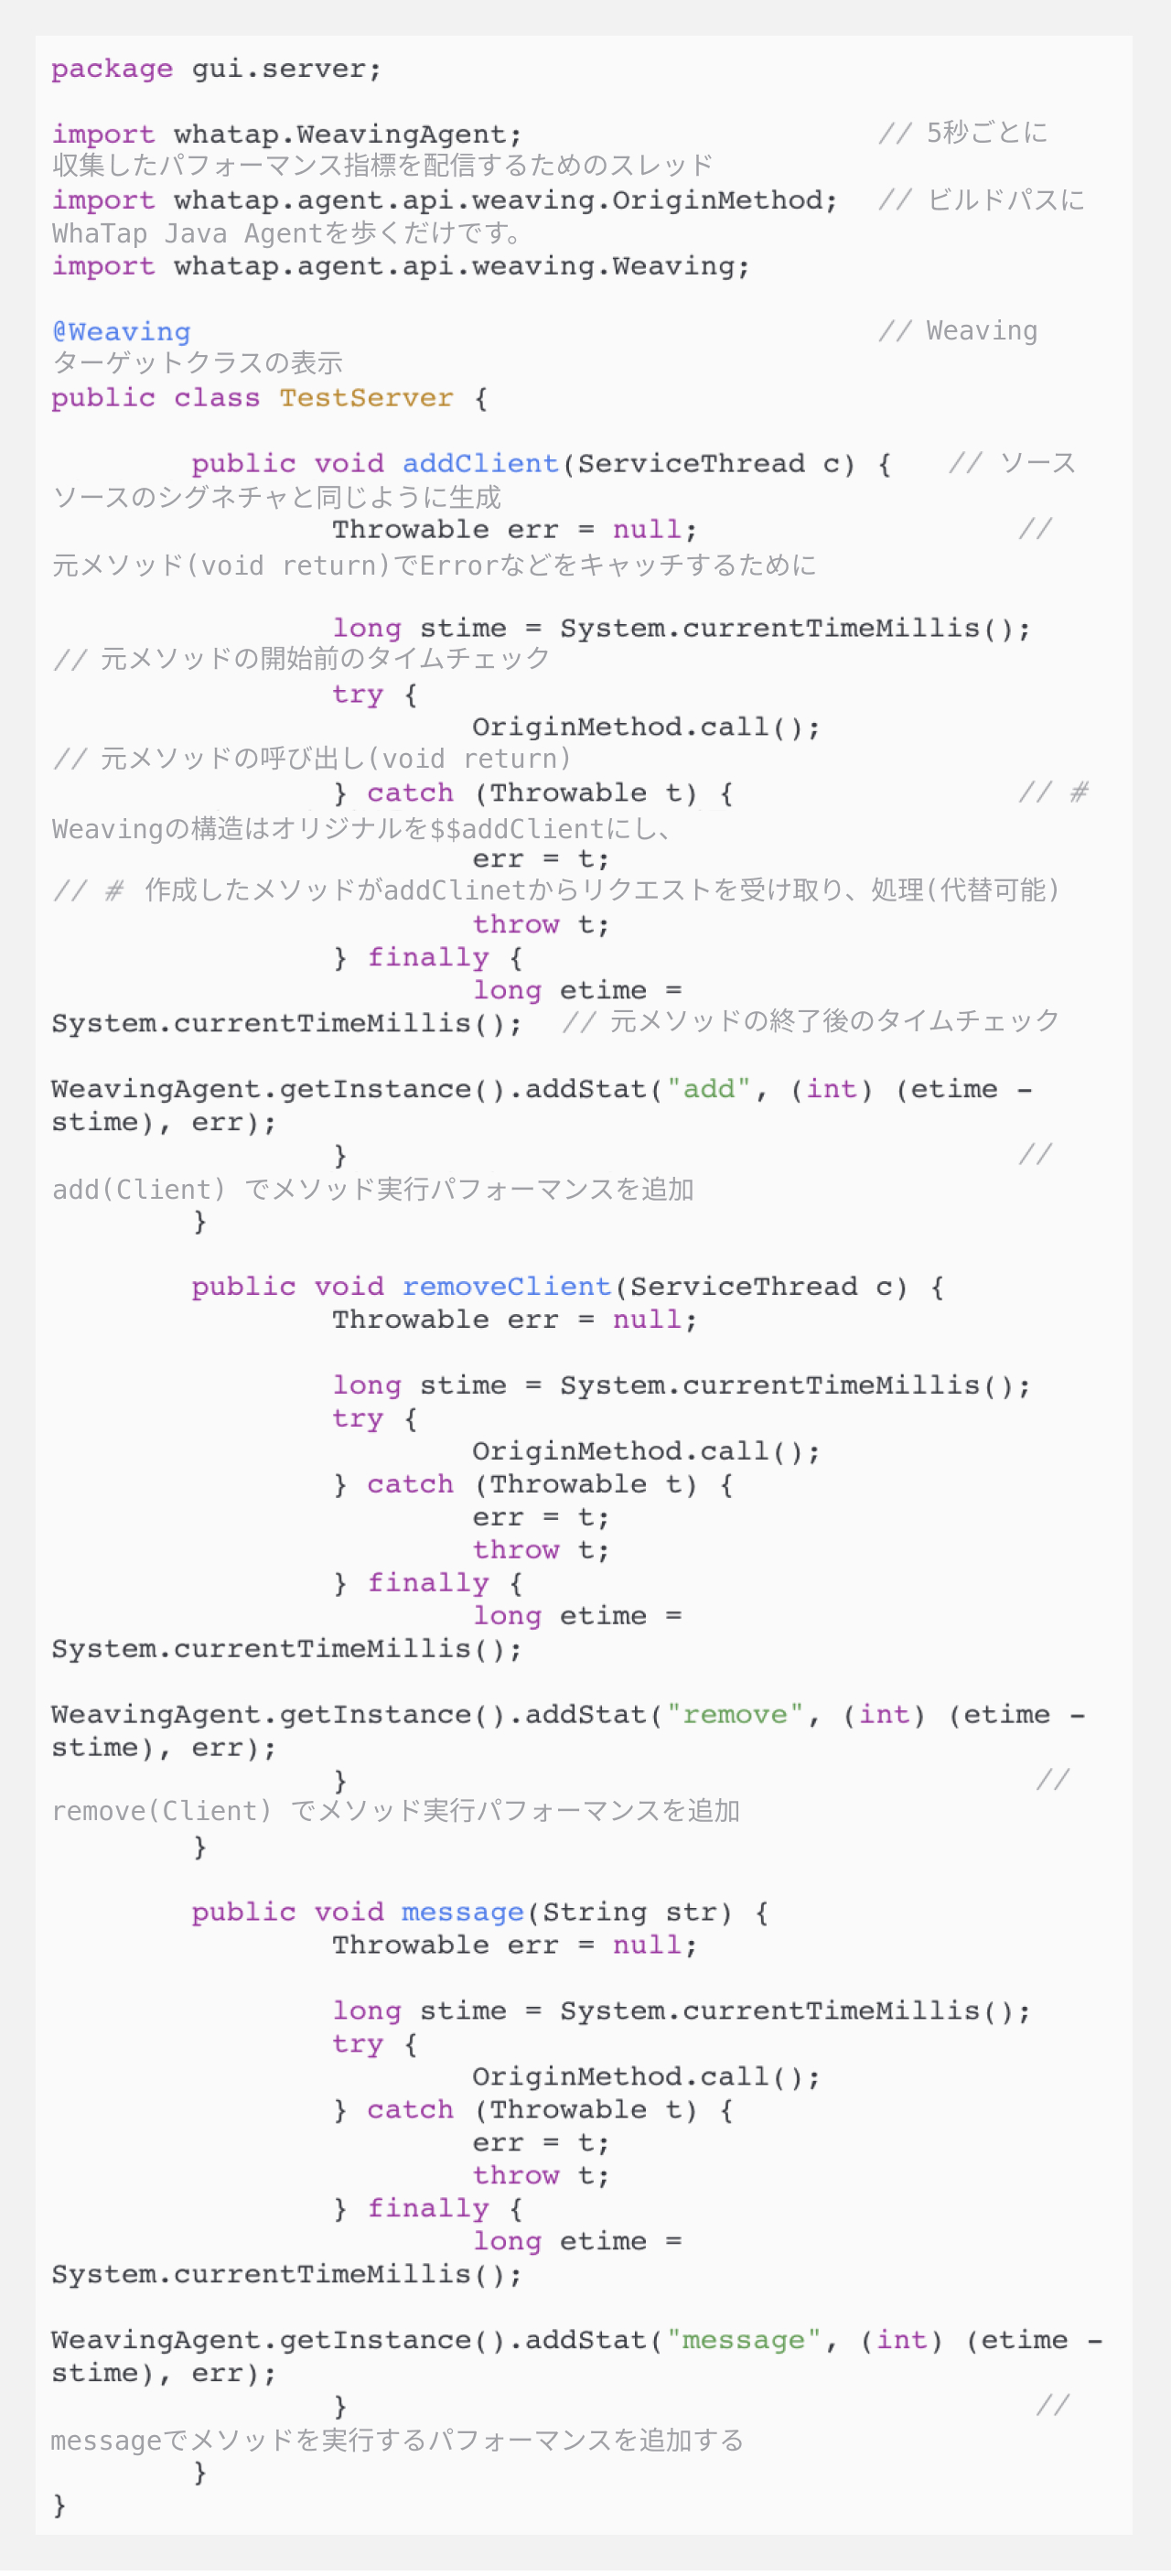 package gui.server;
import whatap.WeavingAgent; // 5秒ごとに
収集したパフォーマンス指標を配信するためのスレッド
import whatap.agent.api.weaving.OriginMethod; // ビルドパスに
WhaTap Java Agentを歩くだけです。
import whatap.agent.api.weaving.Weaving;
@Weaving // Weaving
ターゲットクラスの表示
public class TestServer {
public void addClient(ServiceThread c) { // ソース
ソースのシグネチャと同じように生成
Throwable err = null; //
元メソッド(void return)でErrorなどをキャッチするために
long stime = System.currentTimeMillis();
// 元メソッドの開始前のタイムチェック
try {
OriginMethod.call();
// 元メソッドの呼び出し(void return)
} catch (Throwable t) { // #
Weavingの構造はオリジナルを$$addClientにし、
err = t;
// # 作成したメソッドがaddClinetからリクエストを受け取り、処理(代替可能)
throw t;
} finally {
long etime =
System.currentTimeMillis(); // 元メソッドの終了後のタイムチェック
WeavingAgent.getInstance().addStat("add", (int) (etime -
stime), err);
} //
add(Client) でメソッド実行パフォーマンスを追加
}
public void removeClient(ServiceThread c) {
Throwable err = null;
long stime = System.currentTimeMillis();
try {
OriginMethod.call();
} catch (Throwable t) {
err = t;
throw t;
} finally {
long etime =
System.currentTimeMillis();
WeavingAgent.getInstance().addStat("remove", (int) (etime -
stime), err);
} //
remove(Client) でメソッド実行パフォーマンスを追加
}
public void message(String str) {
Throwable err = null;
long stime = System.currentTimeMillis();
try {
OriginMethod.call();
} catch (Throwable t) {
err = t;
throw t;
} finally {
long etime =
System.currentTimeMillis();
WeavingAgent.getInstance().addStat("message", (int) (etime -
stime), err);
} //
messageでメソッドを実行するパフォーマンスを追加する
}
}